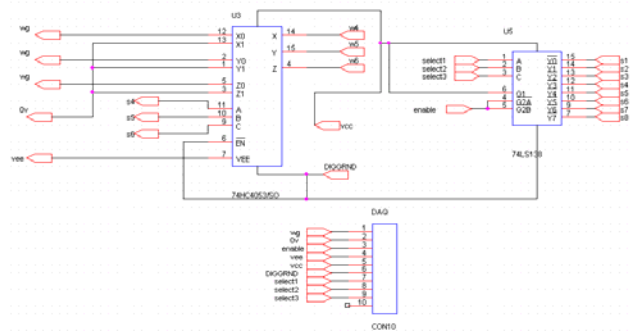 U3
wg 12 X0 X 14 w4
13 X1
wg 2 Y0 Y 15 w5
1 Y1
wg 5 Z0 Z 4 w6
3 Z1
0v
s4 11 A
s5 10 B
s6 9 C
6 EN
vee 7 VEE
74HC4053/SO
vcc
DIGGRND
U5
select1 1 A Y0 15 s1
select2 2 B Y1 14 s2
select3 3 C Y2 13 s3
Y3 12 s4
6 G1 Y4 11 s5
enable 4 G2A Y5 10 s6
5 G2B Y6 9 s7
Y7 7 s8
74LS138
DAQ
wg 1
0v 2
enable 3
vee 4
vcc 5
DIGGRND 6
select1 7
select2 8
select3 9
10
CON10